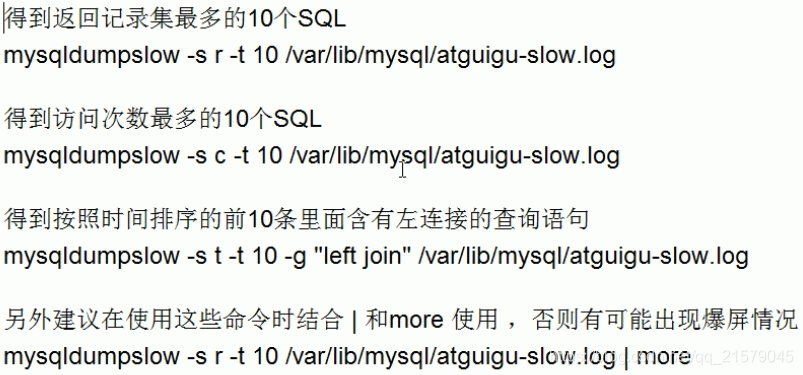 得到返回记录集最多的10个SQL
mysqldumpslow -s r -t 10 /var/lib/mysql/atguigu-slow.log
得到访问次数最多的10个SQL
mysqldumpslow -s c -t 10 /var/lib/mysql/atguigu-slow.log
得到按照时间排序的前10条里面含有左连接的查询语句
mysqldumpslow -s t -t 10 -g "left join" /var/lib/mysql/atguigu-slow.log
另外建议在使用这些命令时结合 | 和more 使用 ，否则有可能出现爆屏情况
mysqldumpslow -s r -t 10 /var/lib/mysql/atguigu-slow.log | more
qq_21579045